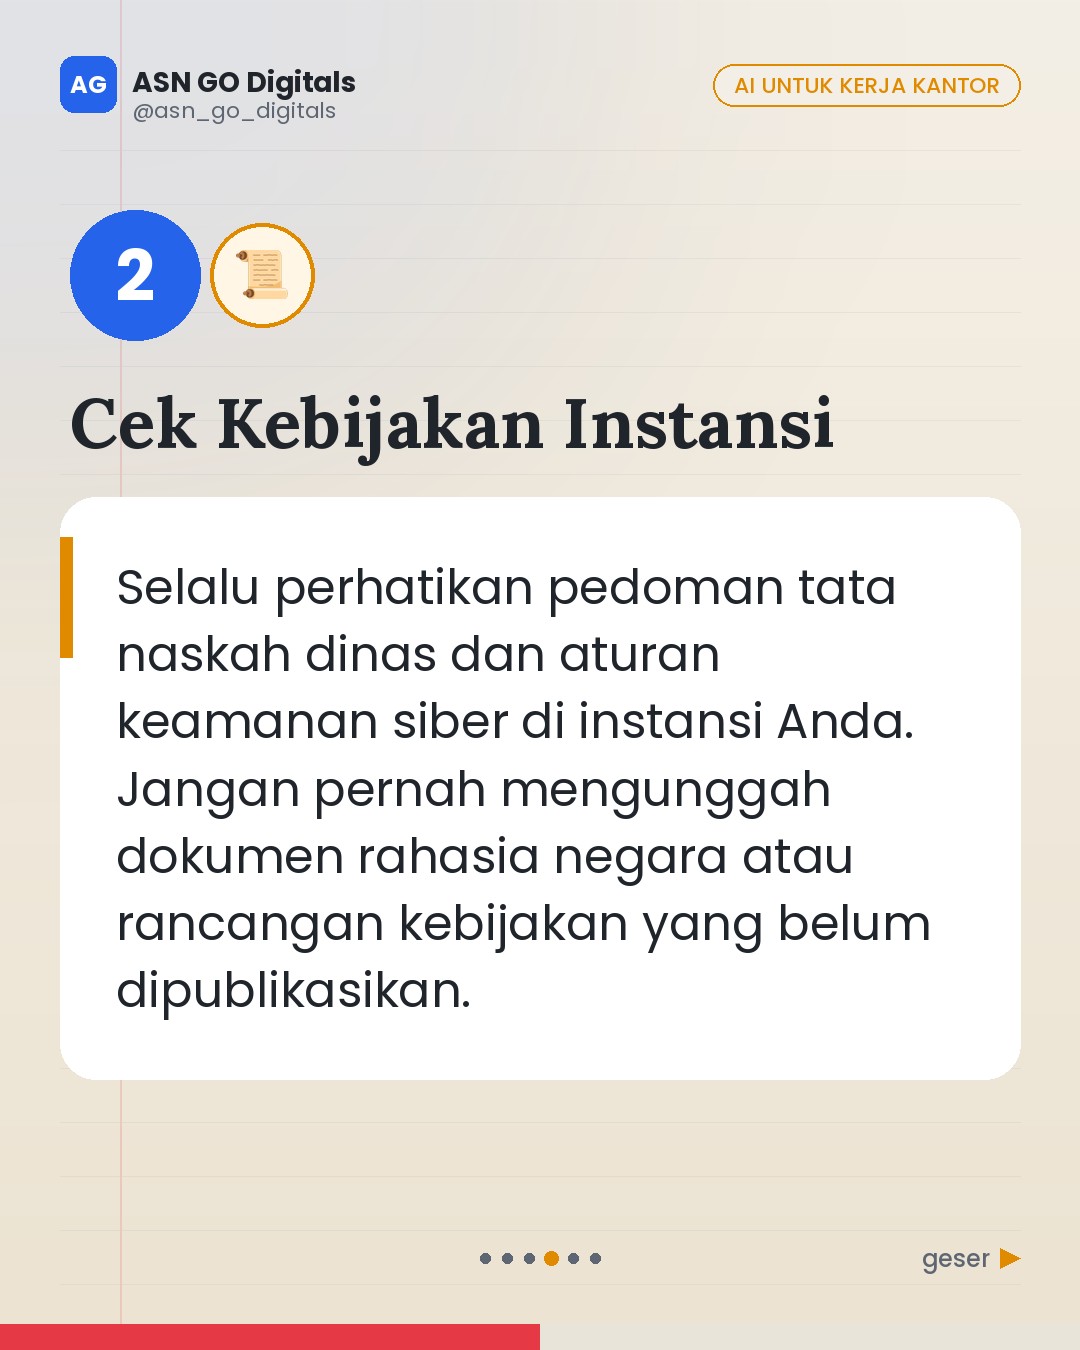 AG
ASN GO Digitals
@asn_go_digitals
AI UNTUK KERJA KANTOR
2
Cek Kebijakan Instansi
Selalu perhatikan pedoman tata
naskah dinas dan aturan
keamanan siber di instansi Anda.
Jangan pernah mengunggah
dokumen rahasia negara atau
rancangan kebijakan yang belum
dipublikasikan.
geser